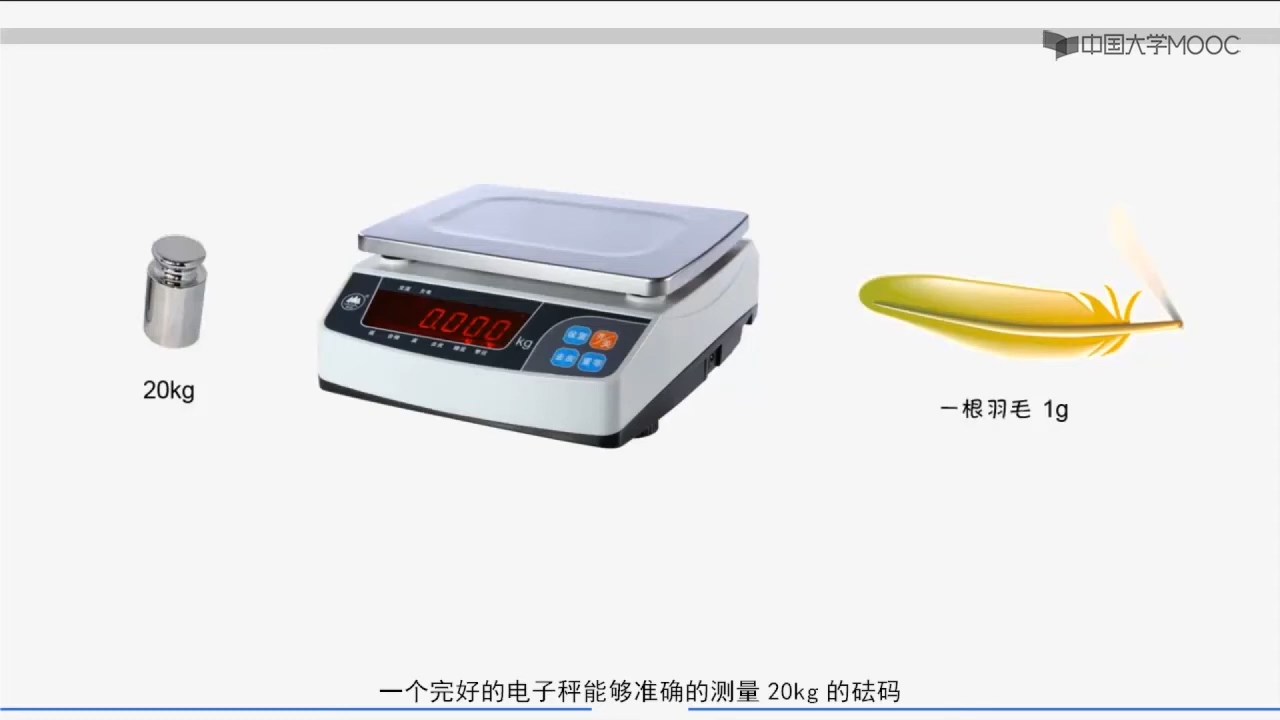 中国大学MOOC
0.000
kg
20kg
一根羽毛 1g
一个完好的电子秤能够准确的测量 20kg 的砝码